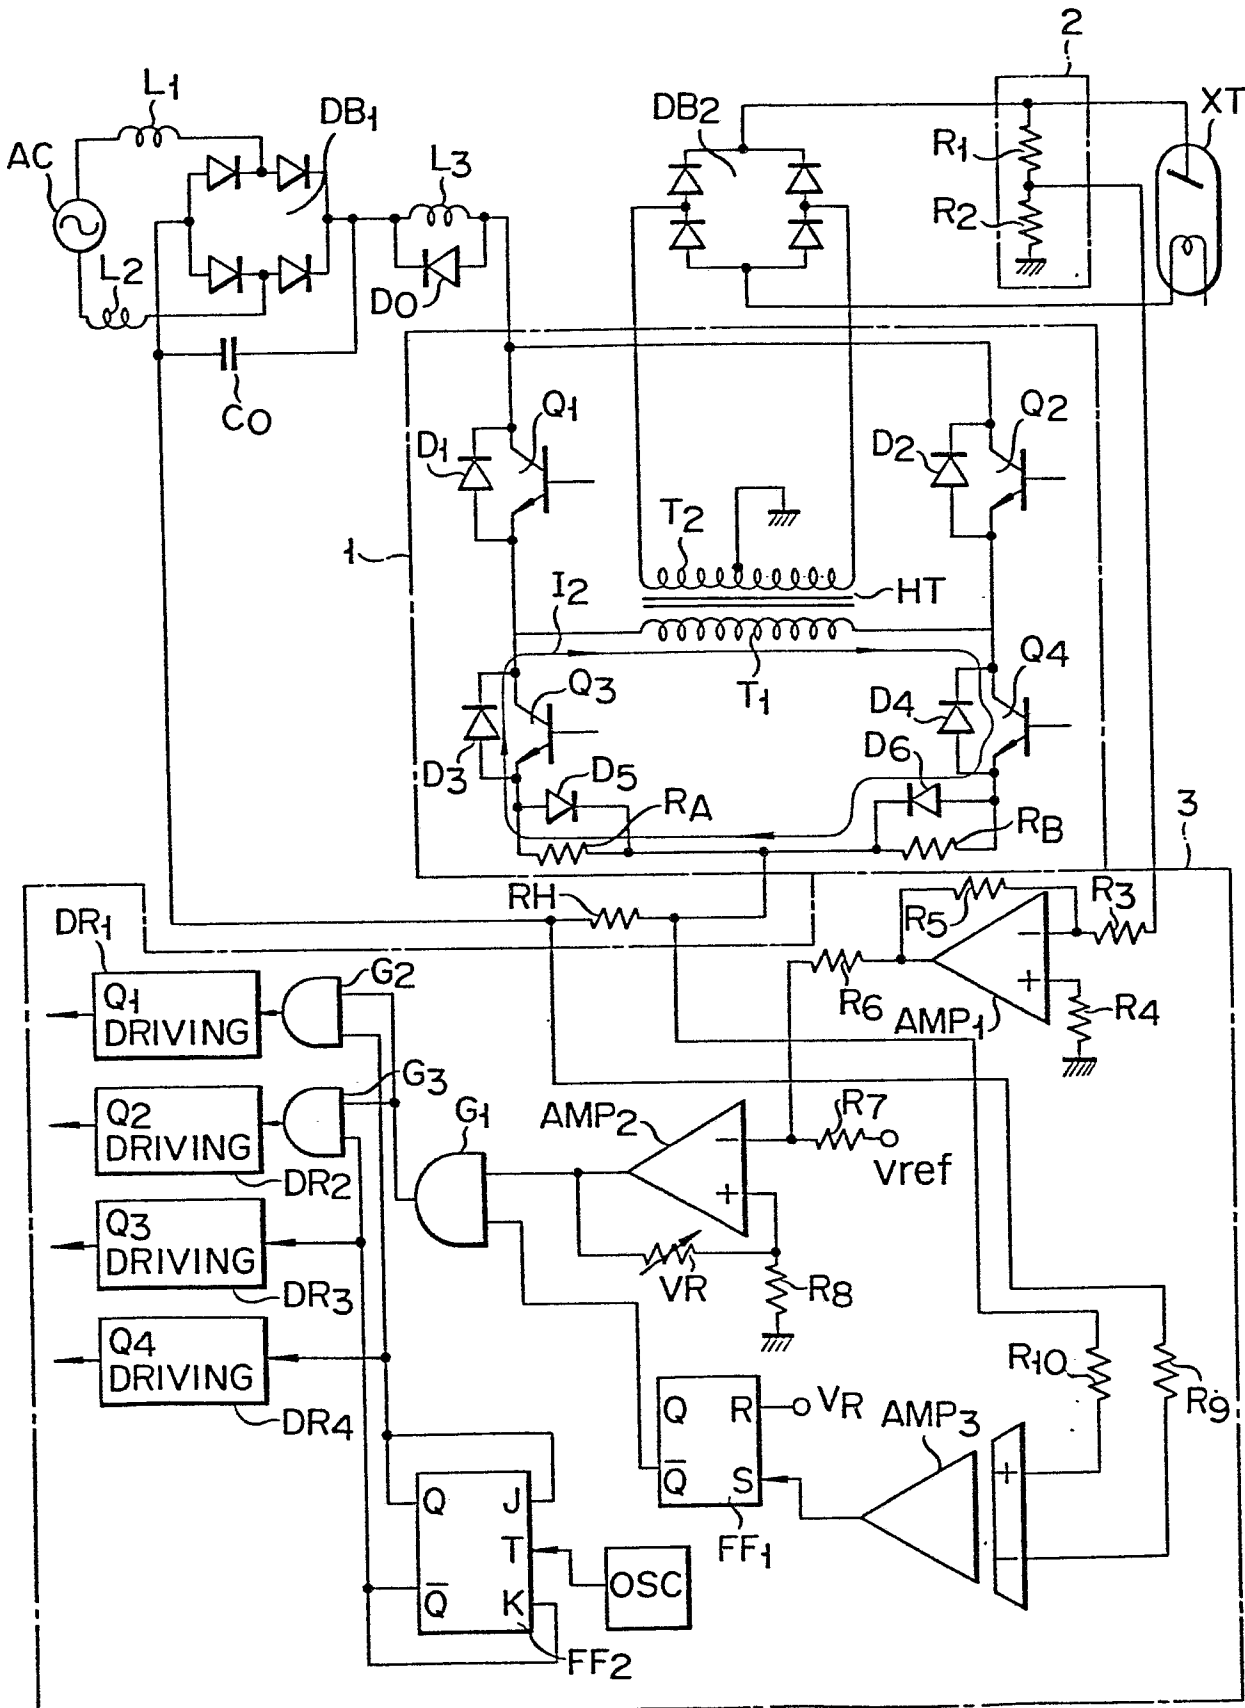 2
L1
DB1
DB2
XT
AC
L3
R1
R2
L2
D0
C0
Q1
Q2
D1
D2
1
T2
HT
I2
T1
Q3
Q4
D4
D3
D5
D6
RA
RB
3
RH
R3
R5
DR1
G2
R6
AMP1
R4
Q1
DRIVING
G3
Q2
DRIVING
G1
AMP2
R7
Vref
DR2
Q3
DRIVING
VR
R8
DR3
Q4
DRIVING
R10
R9
DR4
Q R
VR
AMP3
Q̅ S
FF1
Q J
T
OSC
Q̅ K
FF2
− +
− +
+ −